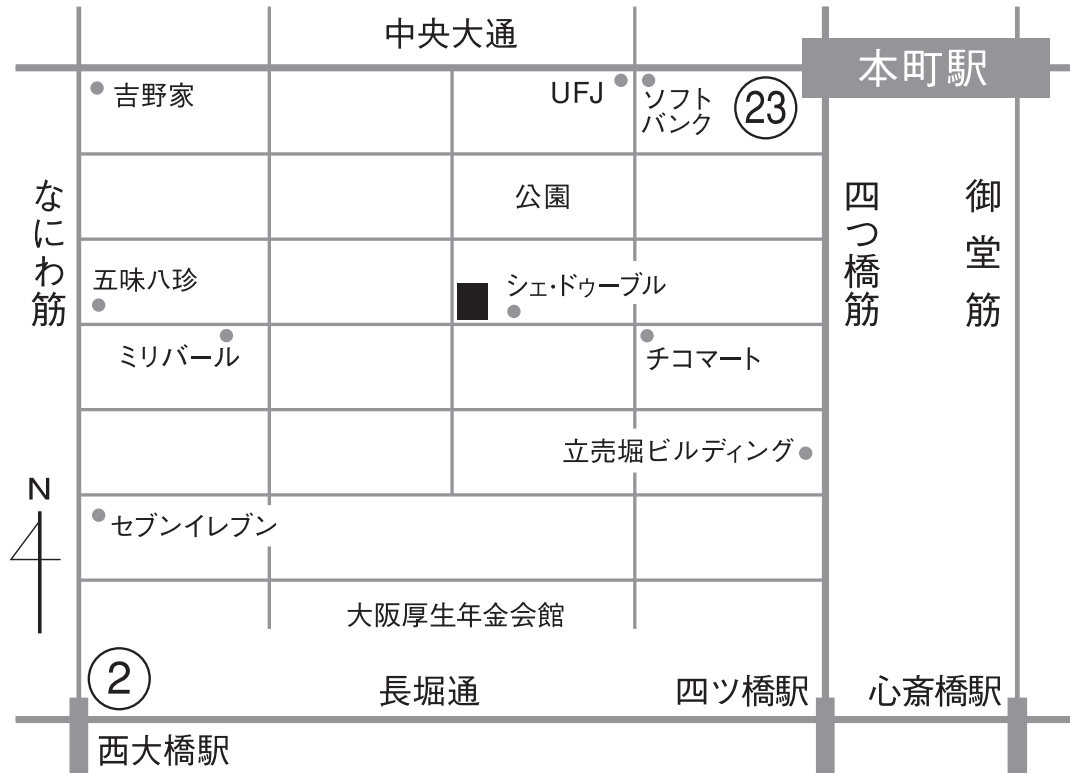 中央大通
本町駅
吉野家
UFJ
ソフト
バンク
23
なにわ筋
公園
四つ橋筋
御堂筋
五味八珍
シェ・ドゥーブル
ミリバール
チコマート
立売堀ビルディング
N
セブンイレブン
大阪厚生年金会館
2
長堀通
四ツ橋駅
心斎橋駅
西大橋駅